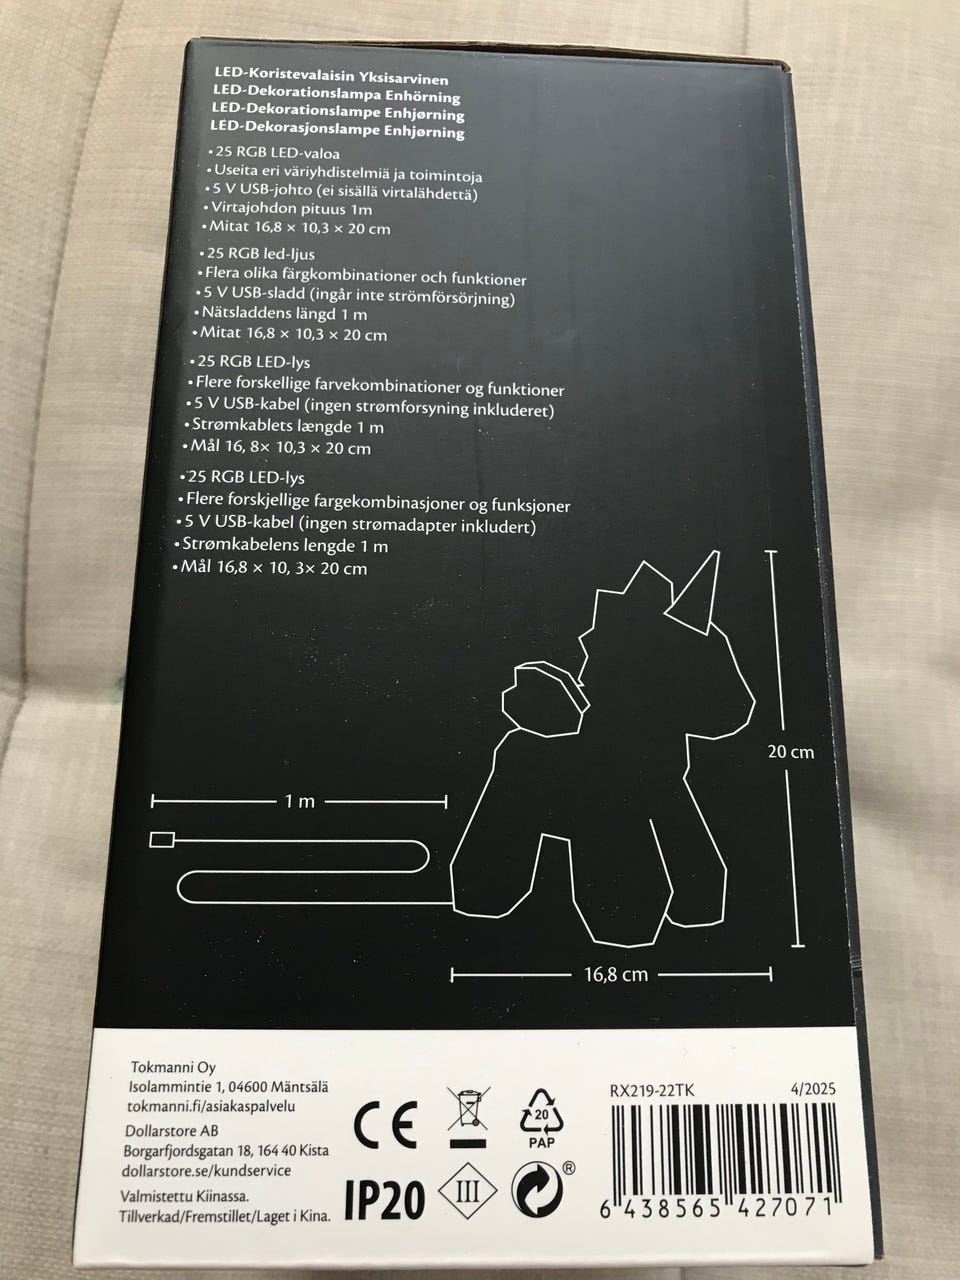 LED-Koristevalaisin Yksisarvinen
LED-Dekorationslampa Enhörning
LED-Dekorationslampe Enhjørning
LED-Dekorasjonslampe Enhjørning
• 25 RGB LED-valoa
• Useita eri väriyhdistelmiä ja toimintoja
• 5 V USB-johto (ei sisällä virtalähdettä)
• Virtajohdon pituus 1m
• Mitat 16,8 × 10,3 × 20 cm
• 25 RGB led-ljus
• Flera olika färgkombinationer och funktioner
• 5 V USB-sladd (ingår inte strömförsörjning)
• Nätsladdens längd 1 m
• Mitat 16,8 × 10,3 × 20 cm
• 25 RGB LED-lys
• Flere forskellige farvekombinationer og funktioner
• 5 V USB-kabel (ingen strømforsyning inkluderet)
• Strømkablets længde 1 m
• Mål 16, 8× 10,3 × 20 cm
• 25 RGB LED-lys
• Flere forskjellige fargekombinasjoner og funksjoner
• 5 V USB-kabel (ingen strømadapter inkludert)
• Strømkabelens lengde 1 m
• Mål 16,8 × 10, 3× 20 cm
20 cm
1 m
16,8 cm
Tokmanni Oy
Isolammintie 1, 04600 Mäntsälä
tokmanni.fi/asiakaspalvelu
Dollarstore AB
Borgarfjordsgatan 18, 164 40 Kista
dollarstore.se/kundservice
Valmistettu Kiinassa.
Tillverkad/Fremstillet/Laget i Kina.
CE
20
PAP
IP20
III
®
RX219-22TK 4/2025
6 438565 427071